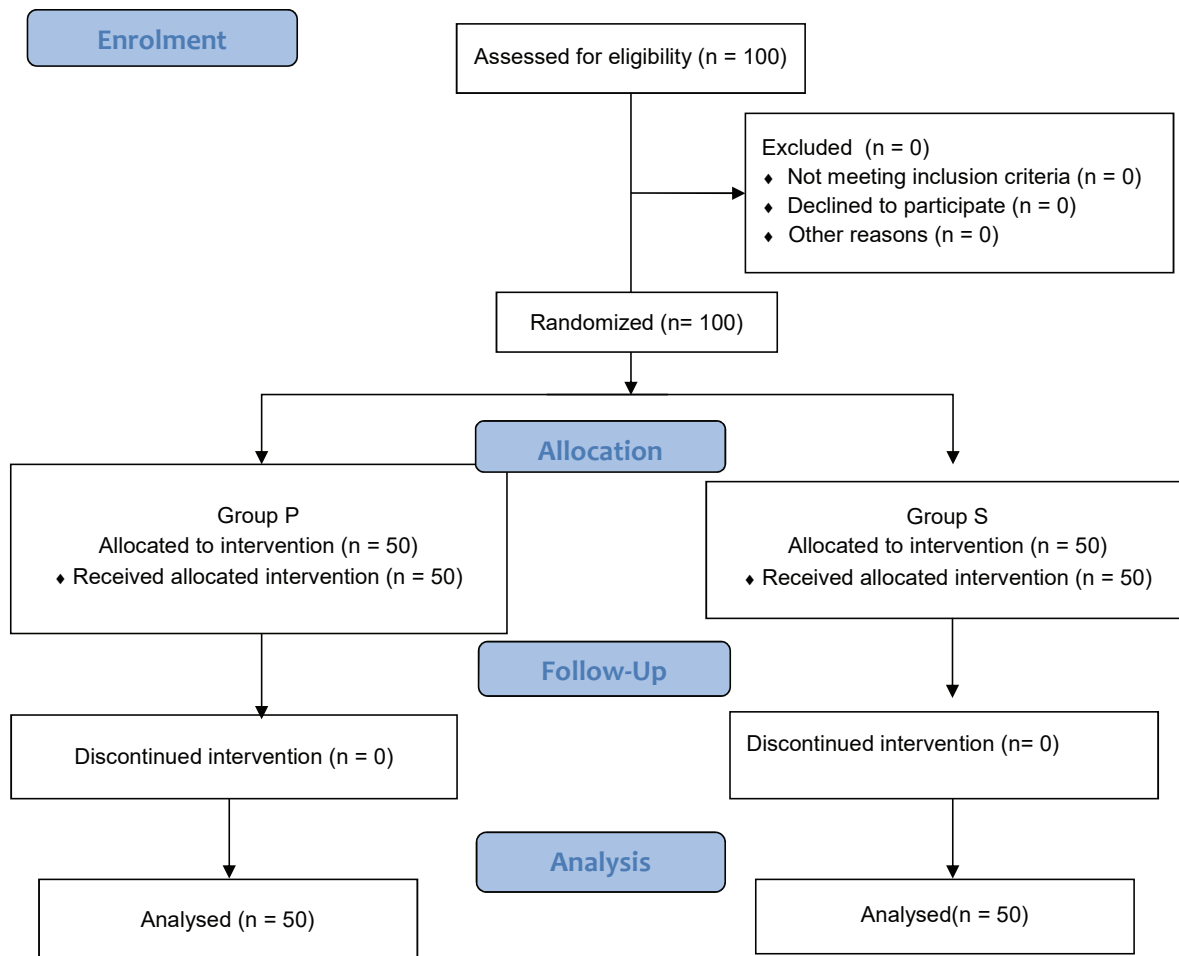 Enrolment
Assessed for eligibility (n = 100)
Excluded  (n = 0)
♦ Not meeting inclusion criteria (n = 0)
♦ Declined to participate (n = 0)
♦ Other reasons (n = 0)
Randomized (n= 100)
Allocation
Group P
Allocated to intervention (n = 50)
♦ Received allocated intervention (n = 50)
Group S
Allocated to intervention (n = 50)
♦ Received allocated intervention (n = 50)
Follow-Up
Discontinued intervention (n = 0)
Discontinued intervention (n= 0)
Analysis
Analysed (n = 50)
Analysed(n = 50)